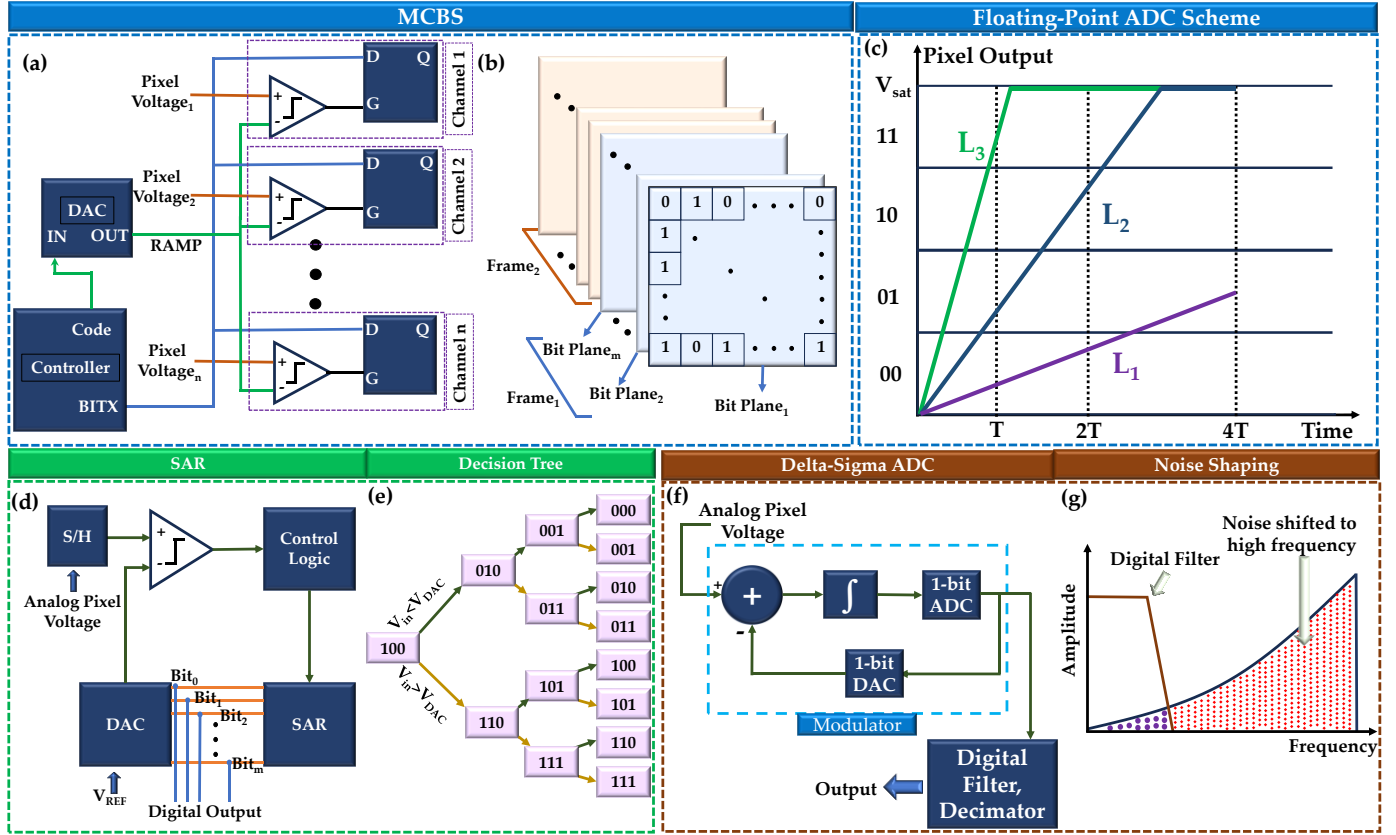 MCBS
Floating-Point ADC Scheme
(a)
Pixel
Voltage1
D
Q
+
-
G
Channel 1
Pixel
Voltage2
D
Q
+
-
G
Channel 2
DAC
IN OUT
RAMP
Code
Controller
BITX
Pixel
Voltagen
D
Q
+
-
G
Channel n
(b)
0 1 0 0
1
1
1 0 1 1
Frame2
Frame1
Bit Planem
Bit Plane2
Bit Plane1
(c)
Pixel Output
Vsat
11
10
01
00
L3
L2
L1
T
2T
4T
Time
SAR
Decision Tree
(d)
S/H
+
-
Control
Logic
Analog Pixel
Voltage
DAC
SAR
Bit0
Bit1
Bit2
Bitm
VREF
Digital Output
(e)
100
Vin<VDAC
Vin>VDAC
010
110
001
011
101
111
000
001
010
011
100
101
110
111
Delta-Sigma ADC
Noise Shaping
(f)
Analog Pixel
Voltage
+
+
-
∫
1-bit
ADC
1-bit
DAC
Modulator
Digital
Filter,
Decimator
Output
(g)
Noise shifted to
high frequency
Digital Filter
Amplitude
Frequency